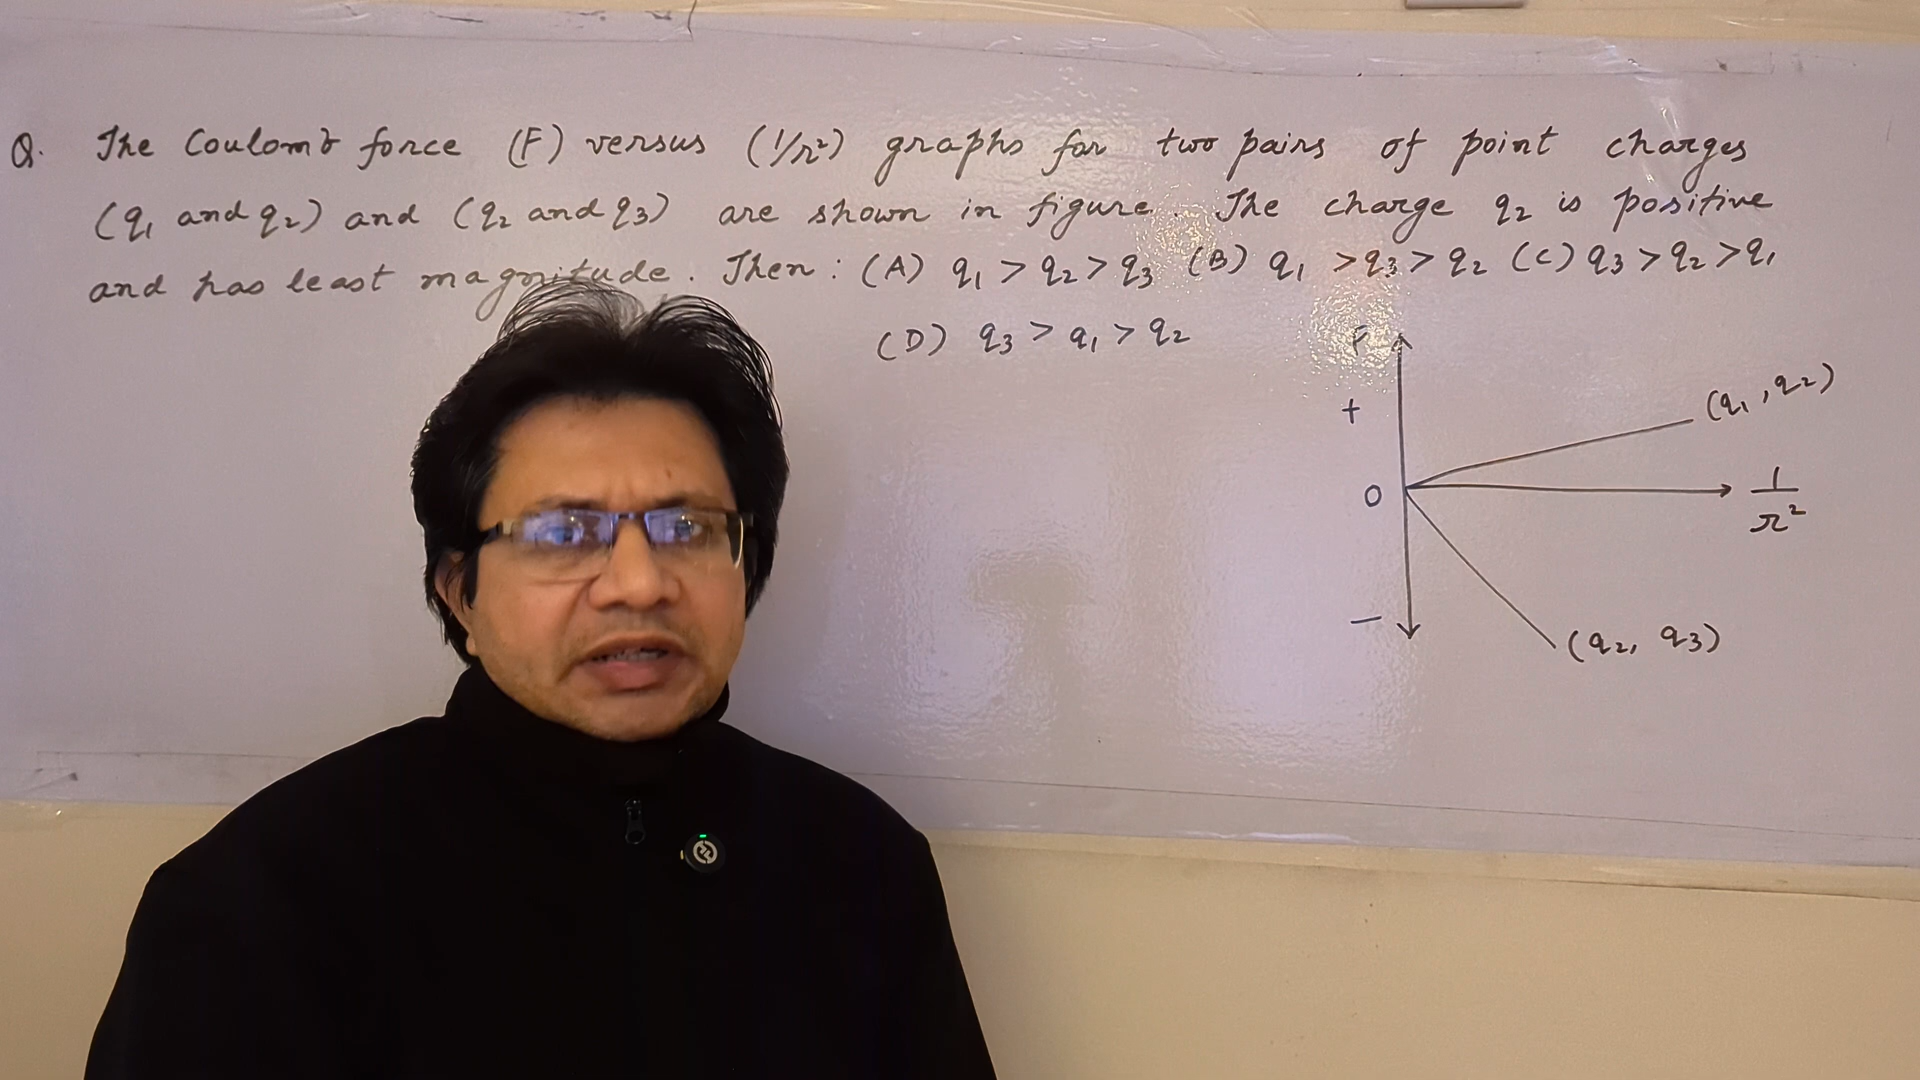 Q. The Coulomb force (F) versus (1/r²) graphs for two pairs of point charges
(q₁ and q₂) and (q₂ and q₃) are shown in figure. The charge q₂ is positive
and has least magnitude. Then : (A) q₁ > q₂ > q₃ (B) q₁ > q₃ > q₂ (C) q₃ > q₂ > q₁
(D) q₃ > q₁ > q₂
F
+
(q₁, q₂)
0
1/r²
−
(q₂, q₃)